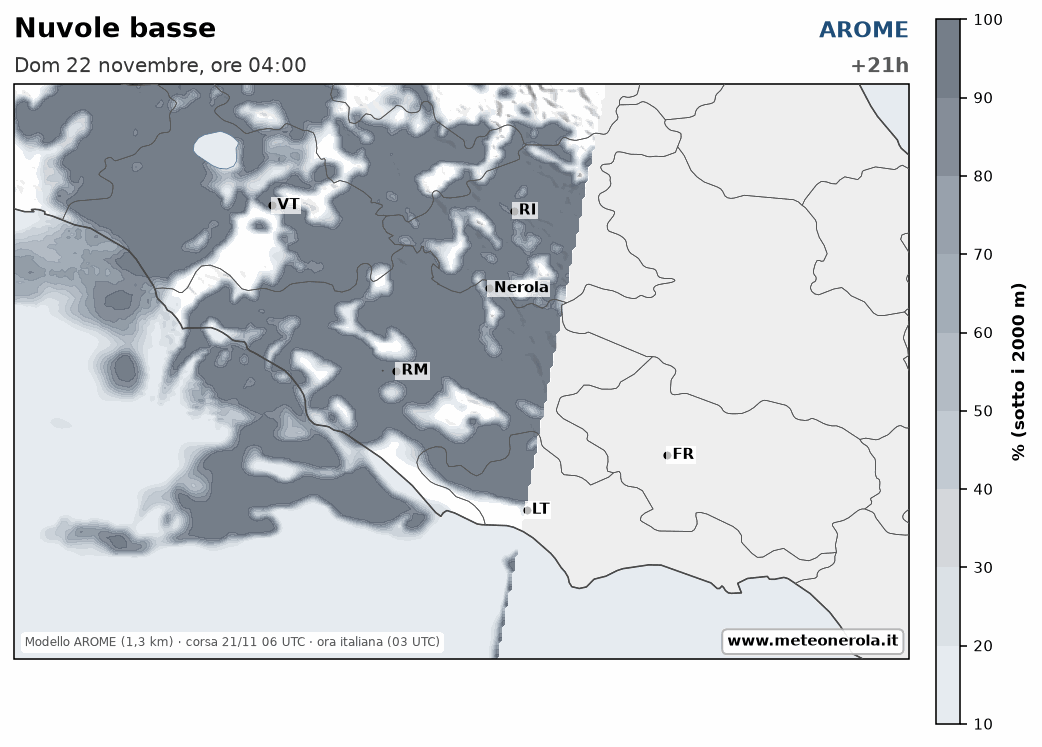 Nuvole basse
AROME
Dom 22 novembre, ore 04:00
+21h
VT
RI
Nerola
RM
FR
LT
Modello AROME (1,3 km) · corsa 21/11 06 UTC · ora italiana (03 UTC)
www.meteonerola.it
100
90
80
70
60
50
40
30
20
10
% (sotto i 2000 m)